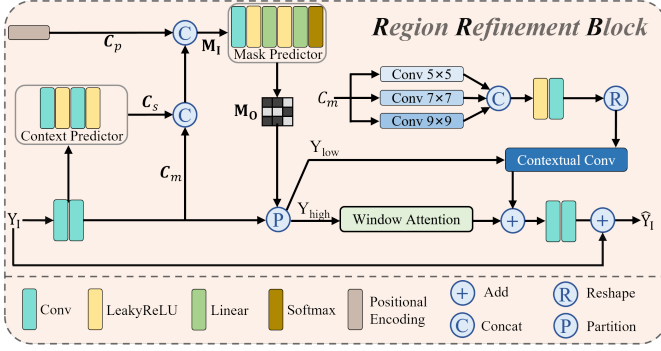 Region Refinement Block
C_p
C
M_I
Mask Predictor
C_s
C
Context Predictor
C_m
M_O
C_m
Conv 5×5
Conv 7×7
Conv 9×9
C
R
Y_low
Contextual Conv
Y_I
P
Y_high
Window Attention
+
+
Ŷ_I
Conv
LeakyReLU
Linear
Softmax
Positional
Encoding
+ Add
R Reshape
C Concat
P Partition